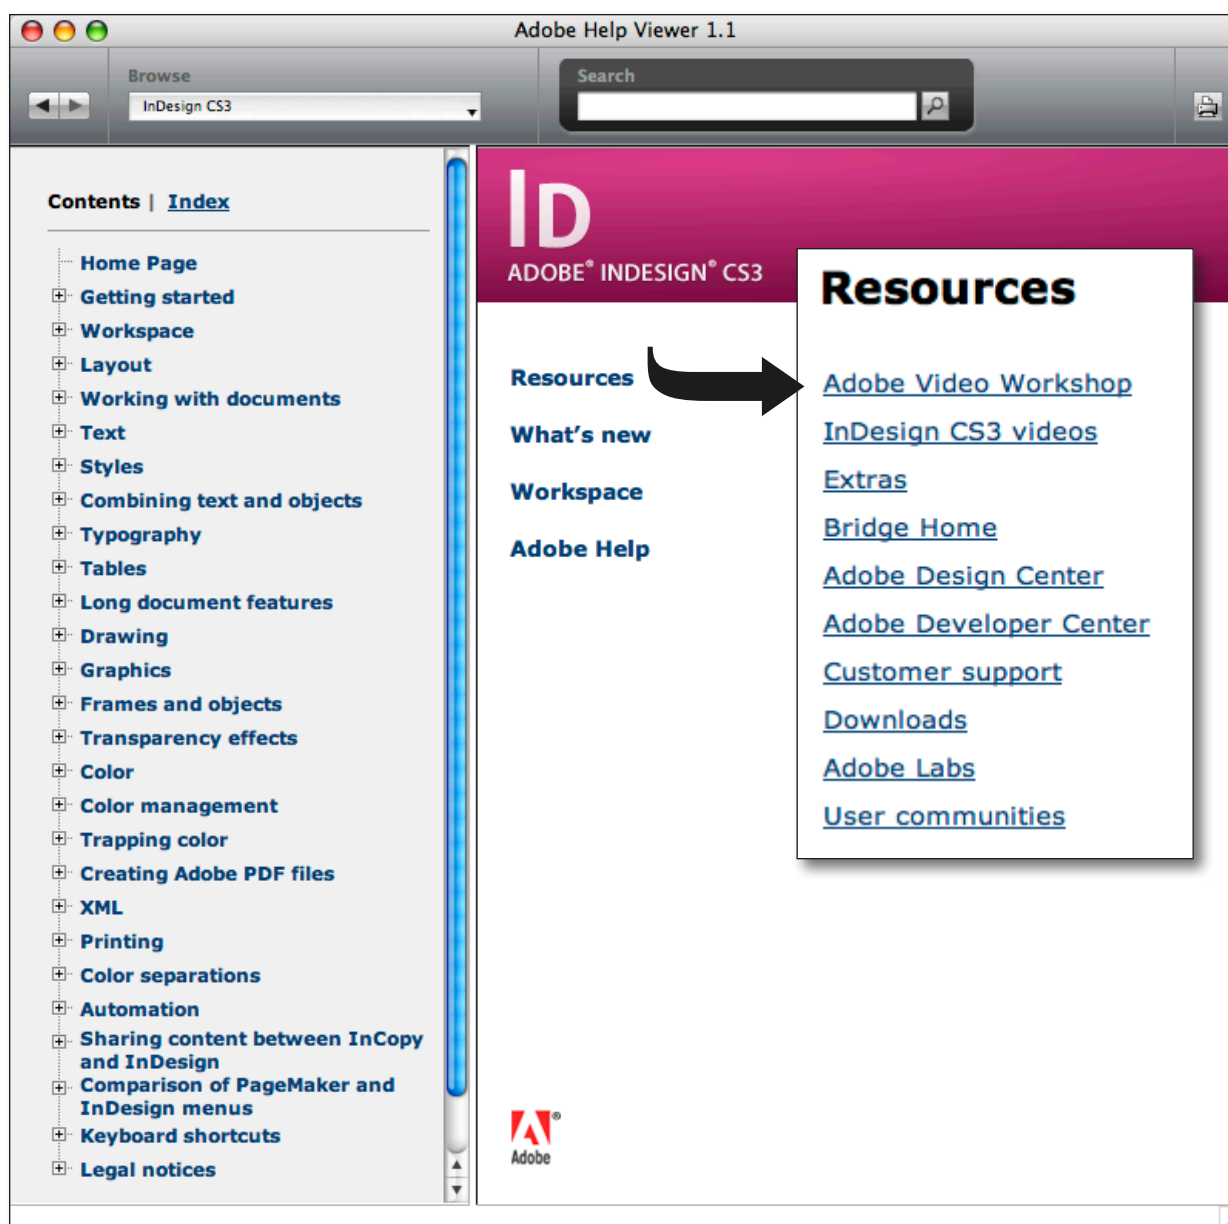 Adobe Help Viewer 1.1
Browse
Search
InDesign CS3
Contents | Index
Home Page
Getting started
Workspace
Layout
Working with documents
Text
Styles
Combining text and objects
Typography
Tables
Long document features
Drawing
Graphics
Frames and objects
Transparency effects
Color
Color management
Trapping color
Creating Adobe PDF files
XML
Printing
Color separations
Automation
Sharing content between InCopy
and InDesign
Comparison of PageMaker and
InDesign menus
Keyboard shortcuts
Legal notices
ID
ADOBE® INDESIGN® CS3
Resources
What's new
Workspace
Adobe Help
Resources
Adobe Video Workshop
InDesign CS3 videos
Extras
Bridge Home
Adobe Design Center
Adobe Developer Center
Customer support
Downloads
Adobe Labs
User communities
®
Adobe